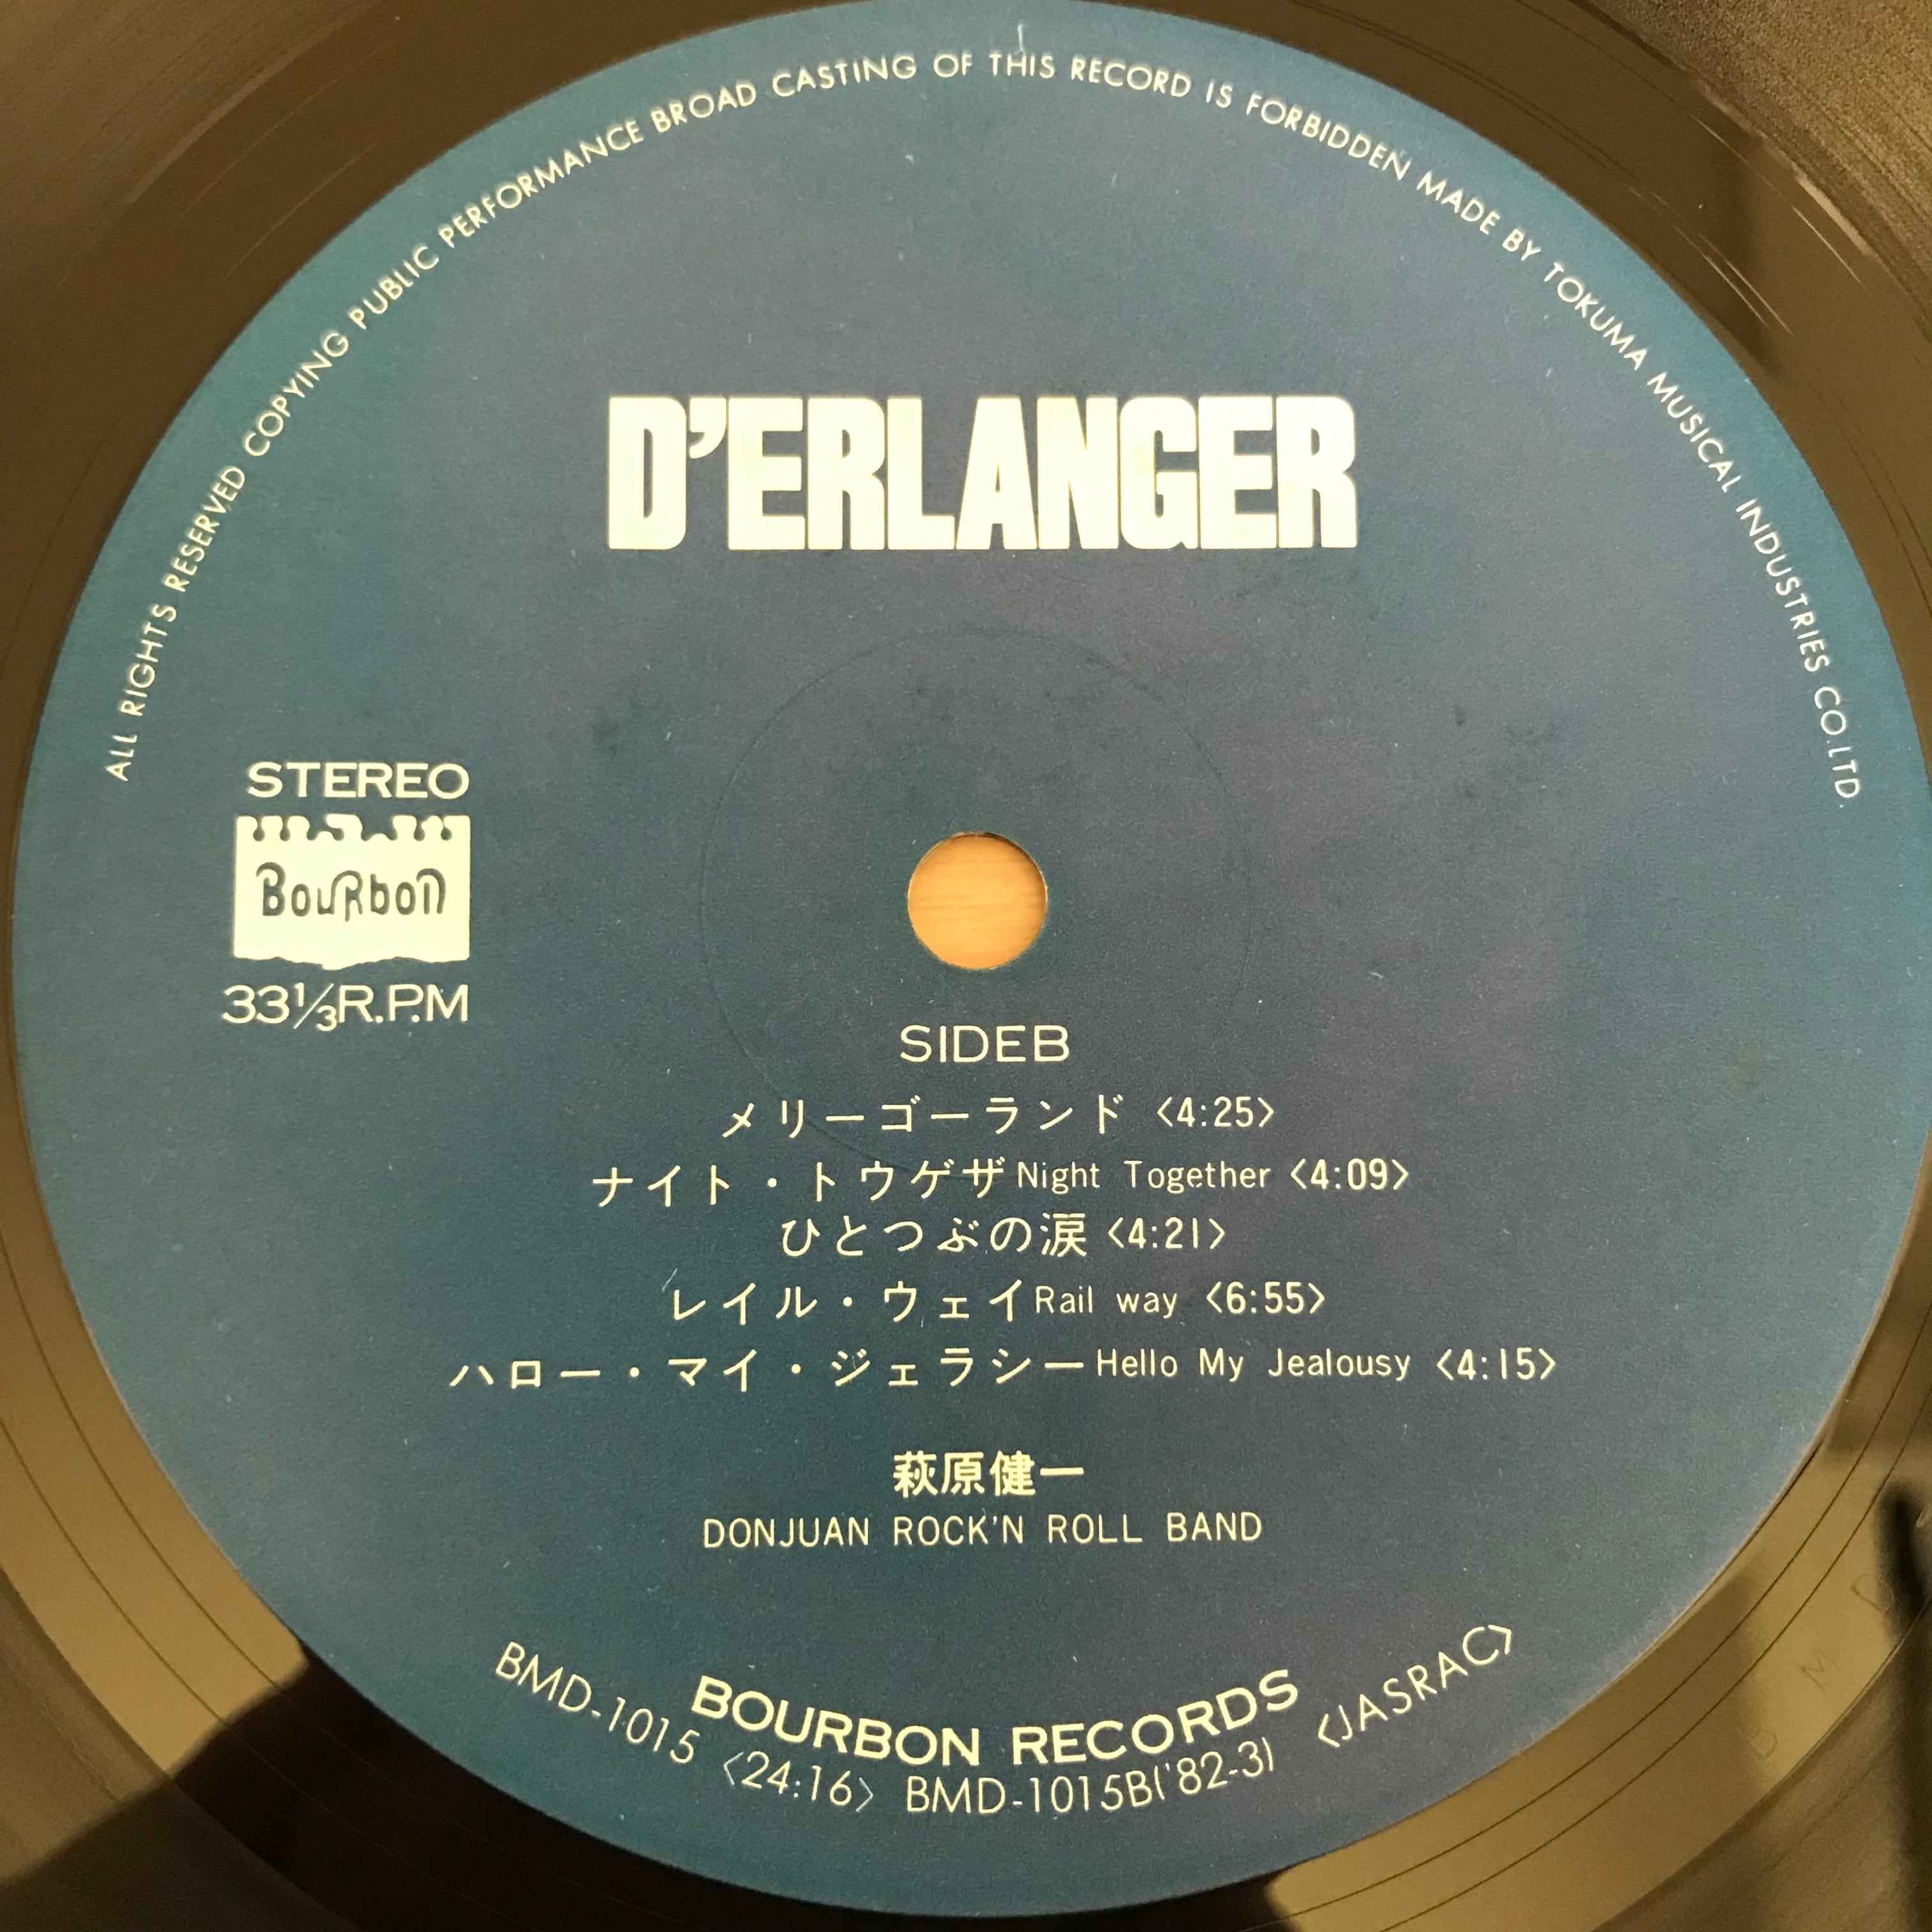 ALL RIGHTS RESERVED COPYING PUBLIC PERFORMANCE BROAD CASTING OF THIS RECORD IS FORBIDDEN MADE BY TOKUMA MUSICAL INDUSTRIES CO.LTD.
D'ERLANGER
STEREO
BouRbon
33⅓R.P.M
SIDEB
メリーゴーランド 〈4:25〉
ナイト・トウゲザ Night Together 〈4:09〉
ひとつぶの涙 〈4:21〉
レイル・ウェイ Rail way 〈6:55〉
ハロー・マイ・ジェラシー Hello My Jealousy 〈4:15〉
萩原健一
DONJUAN ROCK'N ROLL BAND
BOURBON RECORDS
BMD-1015 〈24:16〉 BMD-1015B('82-3) 〈JASRAC〉